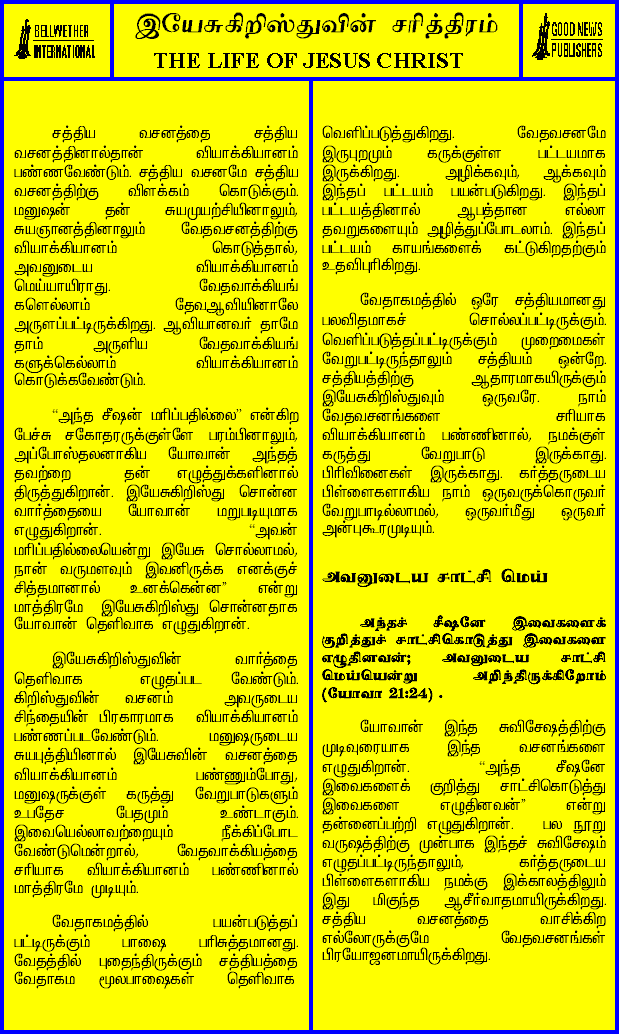 BELLWETHER
INTERNATIONAL
இயேசுகிறிஸ்துவின் சரித்திரம்
THE LIFE OF JESUS CHRIST
GOOD NEWS
PUBLISHERS
சத்திய வசனத்தை சத்திய
வசனத்தினால்தான் வியாக்கியானம்
பண்ணவேண்டும். சத்திய வசனமே சத்திய
வசனத்திற்கு விளக்கம் கொடுக்கும்.
மனுஷன் தன் சுயமுயற்சியினாலும்,
சுயஞானத்தினாலும் வேதவசனத்திற்கு
வியாக்கியானம் கொடுத்தால்,
அவனுடைய வியாக்கியானம்
மெய்யாயிராது. வேதவாக்கியங்
களெல்லாம் தேவஆவியினாலே
அருளப்பட்டிருக்கிறது. ஆவியானவர் தாமே
தாம் அருளிய வேதவாக்கியங்
களுக்கெல்லாம் வியாக்கியானம்
கொடுக்கவேண்டும்.
“அந்த சீஷன் மரிப்பதில்லை” என்கிற
பேச்சு சகோதரருக்குள்ளே பரம்பினாலும்,
அப்போஸ்தலனாகிய யோவான் அந்தத்
தவற்றை தன் எழுத்துக்களினால்
திருத்துகிறான். இயேசுகிறிஸ்து சொன்ன
வார்த்தையை யோவான் மறுபடியுமாக
எழுதுகிறான். “அவன்
மரிப்பதில்லையென்று இயேசு சொல்லாமல்,
நான் வருமளவும் இவனிருக்க எனக்குச்
சித்தமானால் உனக்கென்ன” என்று
மாத்திரமே இயேசுகிறிஸ்து சொன்னதாக
யோவான் தெளிவாக எழுதுகிறான்.
இயேசுகிறிஸ்துவின் வார்த்தை
தெளிவாக எழுதப்பட வேண்டும்.
கிறிஸ்துவின் வசனம் அவருடைய
சிந்தையின் பிரகாரமாக வியாக்கியானம்
பண்ணப்படவேண்டும். மனுஷருடைய
சுயபுத்தியினால் இயேசுவின் வசனத்தை
வியாக்கியானம் பண்ணும்போது,
மனுஷருக்குள் கருத்து வேறுபாடுகளும்
உபதேச பேதமும் உண்டாகும்.
இவையெல்லாவற்றையும் நீக்கிப்போட
வேண்டுமென்றால், வேதவாக்கியத்தை
சரியாக வியாக்கியானம் பண்ணினால்
மாத்திரமே முடியும்.
வேதாகமத்தில் பயன்படுத்தப்
பட்டிருக்கும் பாஷை பரிசுத்தமானது.
வேதத்தில் புதைந்திருக்கும் சத்தியத்தை
வேதாகம மூலபாஷைகள் தெளிவாக
வெளிப்படுத்துகிறது. வேதவசனமே
இருபுறமும் கருக்குள்ள பட்டயமாக
இருக்கிறது. அழிக்கவும், ஆக்கவும்
இந்தப் பட்டயம் பயன்படுகிறது. இந்தப்
பட்டயத்தினால் ஆபத்தான எல்லா
தவறுகளையும் அழித்துப்போடலாம். இந்தப்
பட்டயம் காயங்களைக் கட்டுகிறதற்கும்
உதவிபுரிகிறது.
வேதாகமத்தில் ஒரே சத்தியமானது
பலவிதமாகச் சொல்லப்பட்டிருக்கும்.
வெளிப்படுத்தப்பட்டிருக்கும் முறைமைகள்
வேறுபட்டிருந்தாலும் சத்தியம் ஒன்றே.
சத்தியத்திற்கு ஆதாரமாகயிருக்கும்
இயேசுகிறிஸ்துவும் ஒருவரே. நாம்
வேதவசனங்களை சரியாக
வியாக்கியானம் பண்ணினால், நமக்குள்
கருத்து வேறுபாடு இருக்காது.
பிரிவினைகள் இருக்காது. கர்த்தருடைய
பிள்ளைகளாகிய நாம் ஒருவருக்கொருவர்
வேறுபாடில்லாமல், ஒருவர்மீது ஒருவர்
அன்புகூரமுடியும்.
அவனுடைய சாட்சி மெய்
அந்தச் சீஷனே இவைகளைக்
குறித்துச் சாட்சிகொடுத்து இவைகளை
எழுதினவன்; அவனுடைய சாட்சி
மெய்யென்று அறிந்திருக்கிறோம்
(யோவா 21:24) .
யோவான் இந்த சுவிசேஷத்திற்கு
முடிவுரையாக இந்த வசனங்களை
எழுதுகிறான். “அந்த சீஷனே
இவைகளைக் குறித்து சாட்சிகொடுத்து
இவைகளை எழுதினவன்” என்று
தன்னைப்பற்றி எழுதுகிறான். பல நூறு
வருஷத்திற்கு முன்பாக இந்தச் சுவிசேஷம்
எழுதப்பட்டிருந்தாலும், கர்த்தருடைய
பிள்ளைகளாகிய நமக்கு இக்காலத்திலும்
இது மிகுந்த ஆசீர்வாதமாயிருக்கிறது.
சத்திய வசனத்தை வாசிக்கிற
எல்லோருக்குமே வேதவசனங்கள்
பிரயோஜனமாயிருக்கிறது.